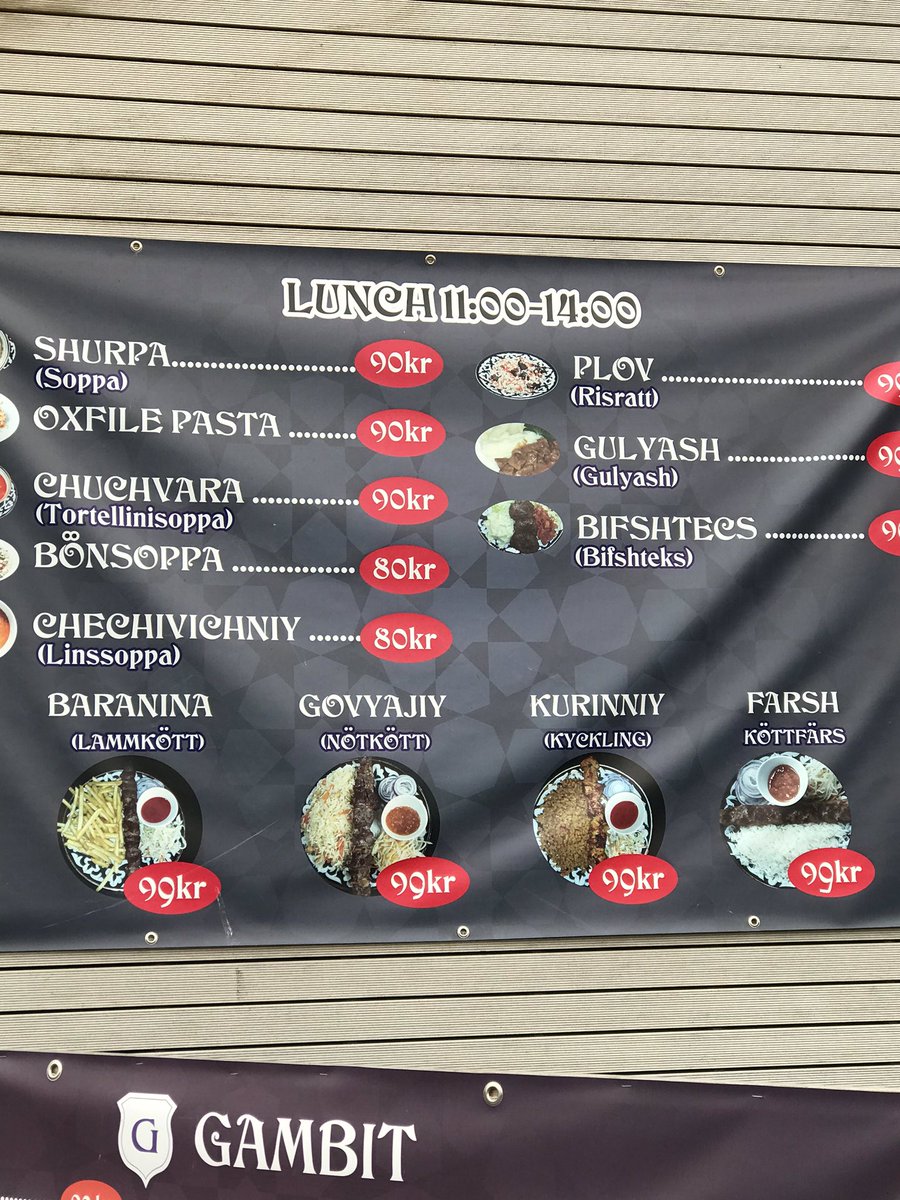 LUNCH 11:00-14:00
SHURPA.................. 90kr
(Soppa)
OXFILE PASTA ......... 90kr
CHUCHVARA .............. 90kr
(Tortellinisoppa)
BÖNSOPPA ................ 80kr
CHECHIVICHNIY ....... 80kr
(Linssoppa)
PLOV ...........................
(Risratt)
GULYASH ..................
(Gulyash)
BIFSHTECS .............
(Bifshteks)
BARANINA
(LAMMKÖTT)
99kr
GOVYAJIY
(NÖTKÖTT)
99kr
KURINNIY
(KYCKLING)
99kr
FARSH
KÖTTFÄRS
99kr
G GAMBIT